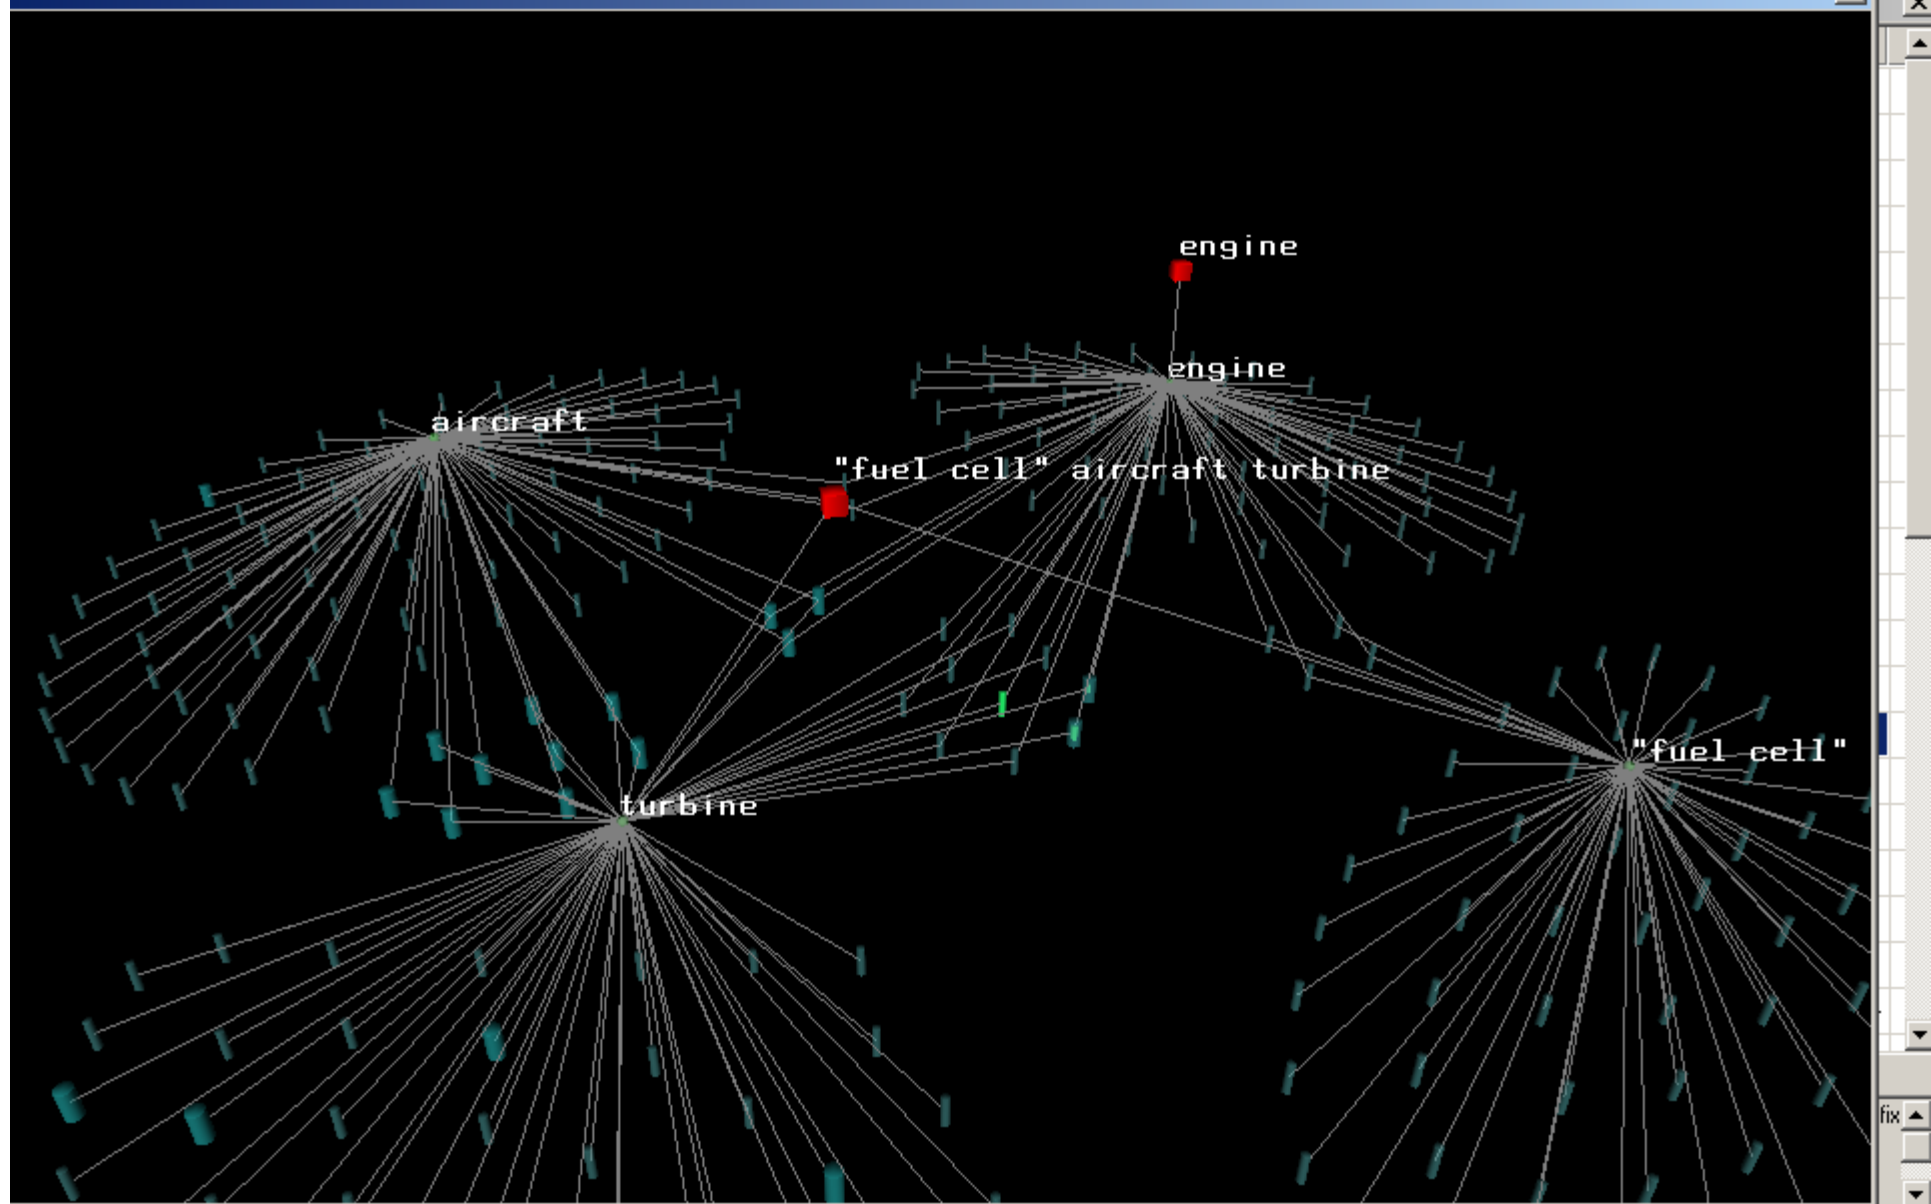 engine
engine
aircraft
"fuel cell" aircraft turbine
"fuel cell"
turbine
fix